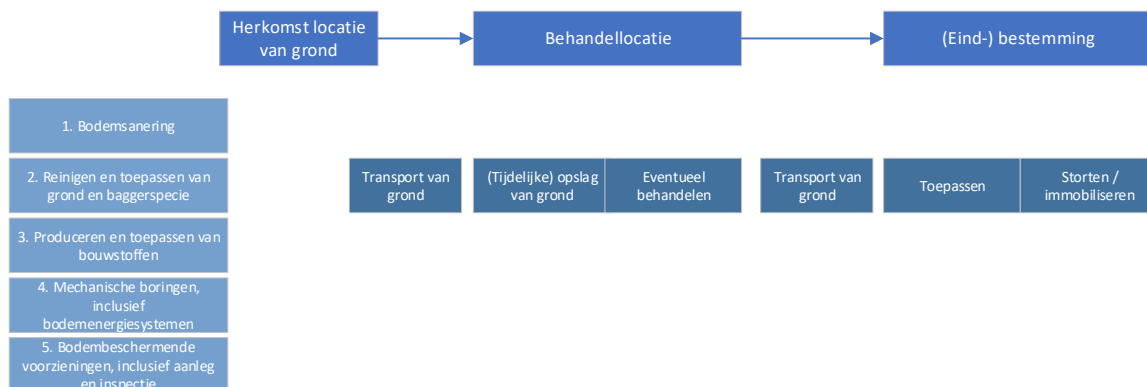 Herkomst locatie
van grond
Behandellocatie
(Eind-) bestemming
1. Bodemsanering
2. Reinigen en toepassen van
grond en baggerspecie
Transport van
grond
(Tijdelijke) opslag
van grond
Eventueel
behandelen
Transport van
grond
Toepassen
Storten /
immobiliseren
3. Produceren en toepassen van
bouwstoffen
4. Mechanische boringen,
inclusief
bodemenergiesystemen
5. Bodembeschermende
voorzieningen, inclusief aanleg
en inspectie